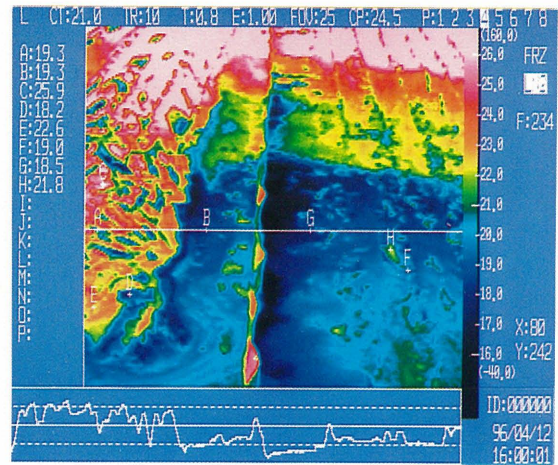 L CT:21.0 TR:10 T:0.8 E:1.00 FOV:25 CP:24.5 P:1 2 3 4 5 6 7 8
(160.0)
A:19.3
B:19.3
C:25.9
D:18.2
E:22.6
F:19.0
G:18.5
H:21.8
I:
J:
K:
L:
M:
N:
O:
P:
26.0
25.0
24.0
23.0
22.0
21.0
20.0
19.0
18.0
17.0
16.0
(-40.0)
FRZ
F:234
C
A
B
G
H
F
D
E
X:80
Y:242
ID:000000
96/04/12
16:00:01